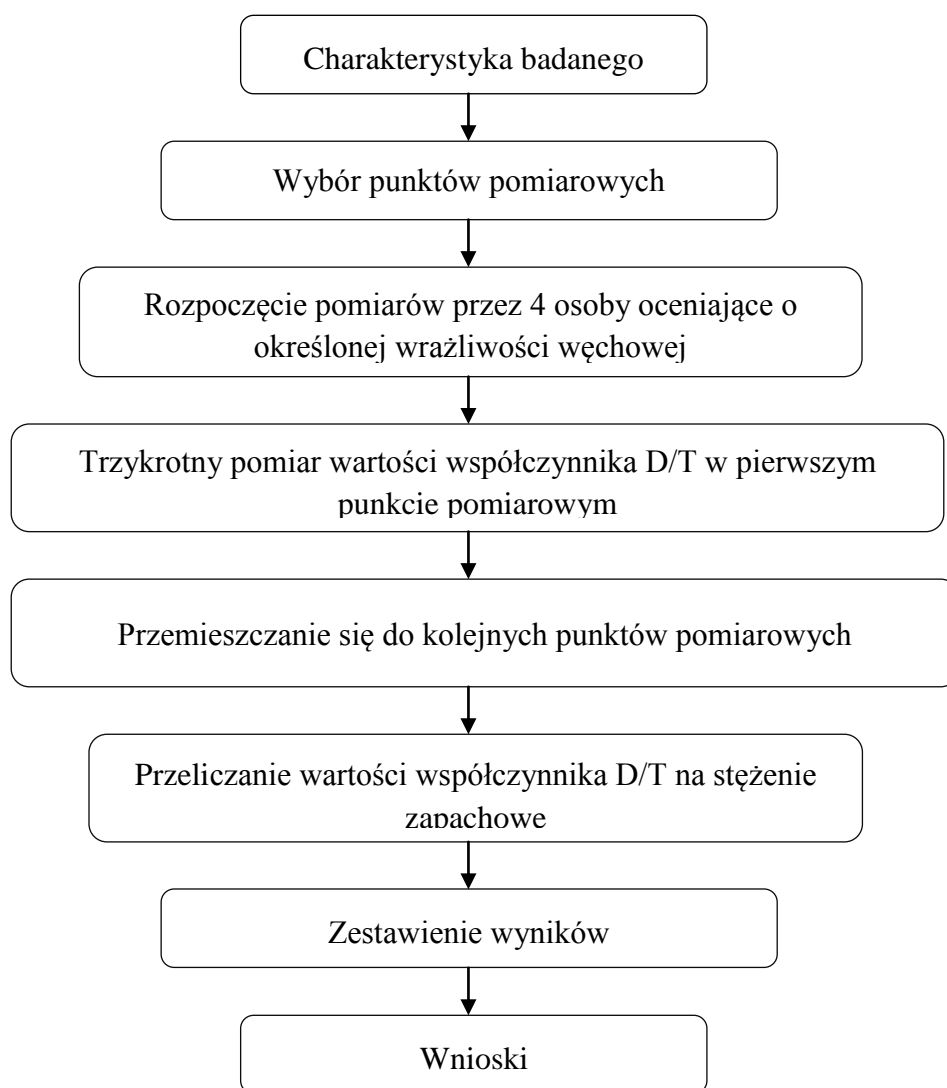 Charakterystyka badanego
Wybór punktów pomiarowych
Rozpoczęcie pomiarów przez 4 osoby oceniające o
określonej wrażliwości węchowej
Trzykrotny pomiar wartości współczynnika D/T w pierwszym
punkcie pomiarowym
Przemieszczanie się do kolejnych punktów pomiarowych
Przeliczanie wartości współczynnika D/T na stężenie
zapachowe
Zestawienie wyników
Wnioski